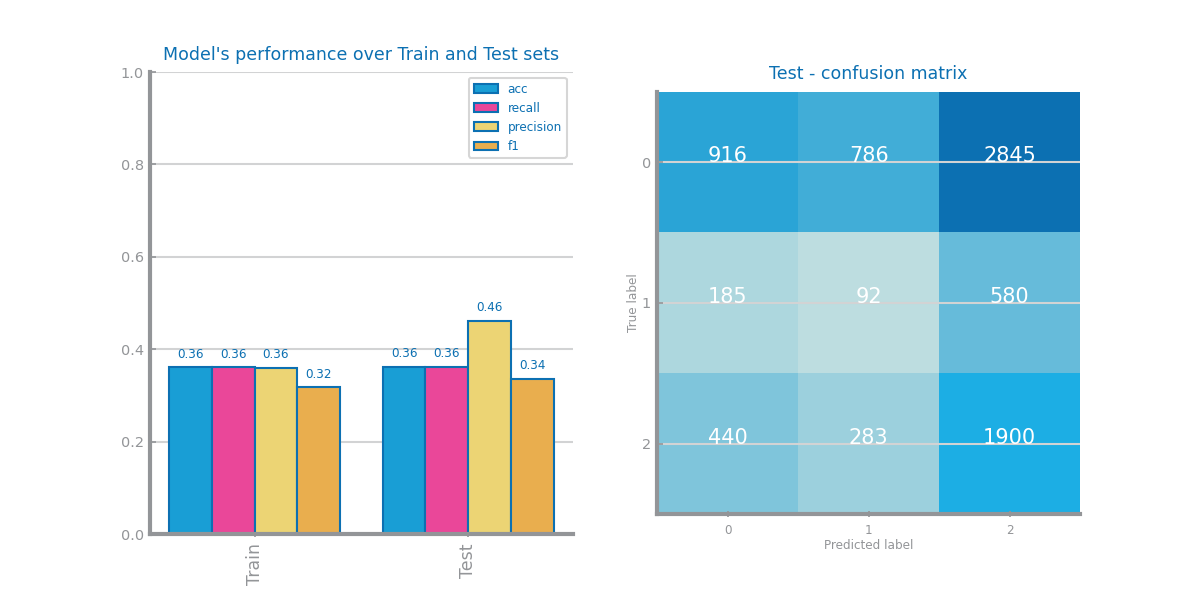 Model's performance over Train and Test sets
1.0
0.8
0.6
0.4
0.2
0.0
acc
recall
precision
f1
0.36 0.36 0.36 0.32
0.36 0.36 0.46 0.34
Train Test
Test - confusion matrix
True label
0 916 786 2845
1 185 92 580
2 440 283 1900
0 1 2
Predicted label